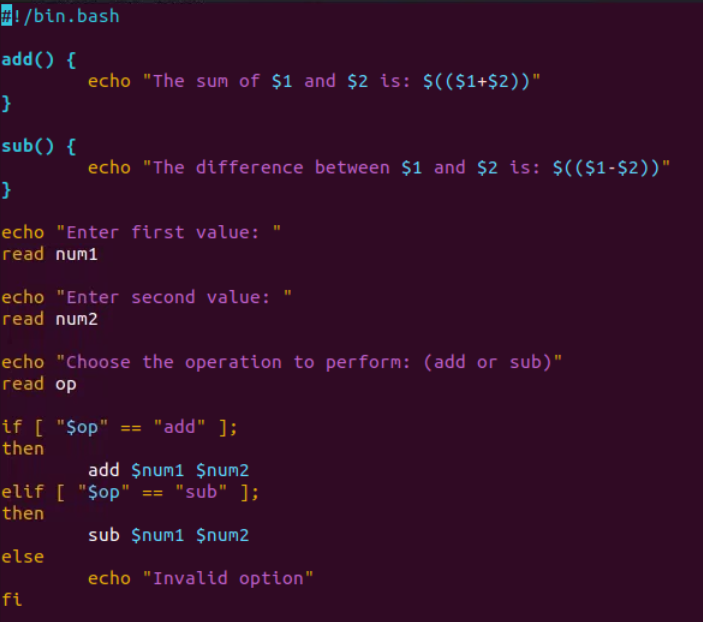 #!/bin.bash

add() {
        echo "The sum of $1 and $2 is: $(($1+$2))"
}

sub() {
        echo "The difference between $1 and $2 is: $(($1-$2))"
}

echo "Enter first value: "
read num1

echo "Enter second value: "
read num2

echo "Choose the operation to perform: (add or sub)"
read op

if [ "$op" == "add" ];
then
        add $num1 $num2
elif [ "$op" == "sub" ];
then
        sub $num1 $num2
else
        echo "Invalid option"
fi